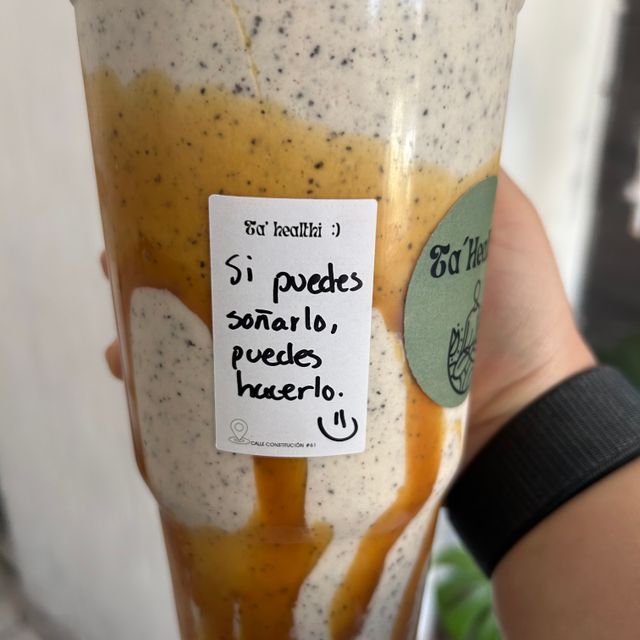 Ta' healthi :)
Si puedes
soñarlo,
puedes
hacerlo.
CALLE CONSTITUCIÓN #61
Ta' Heal